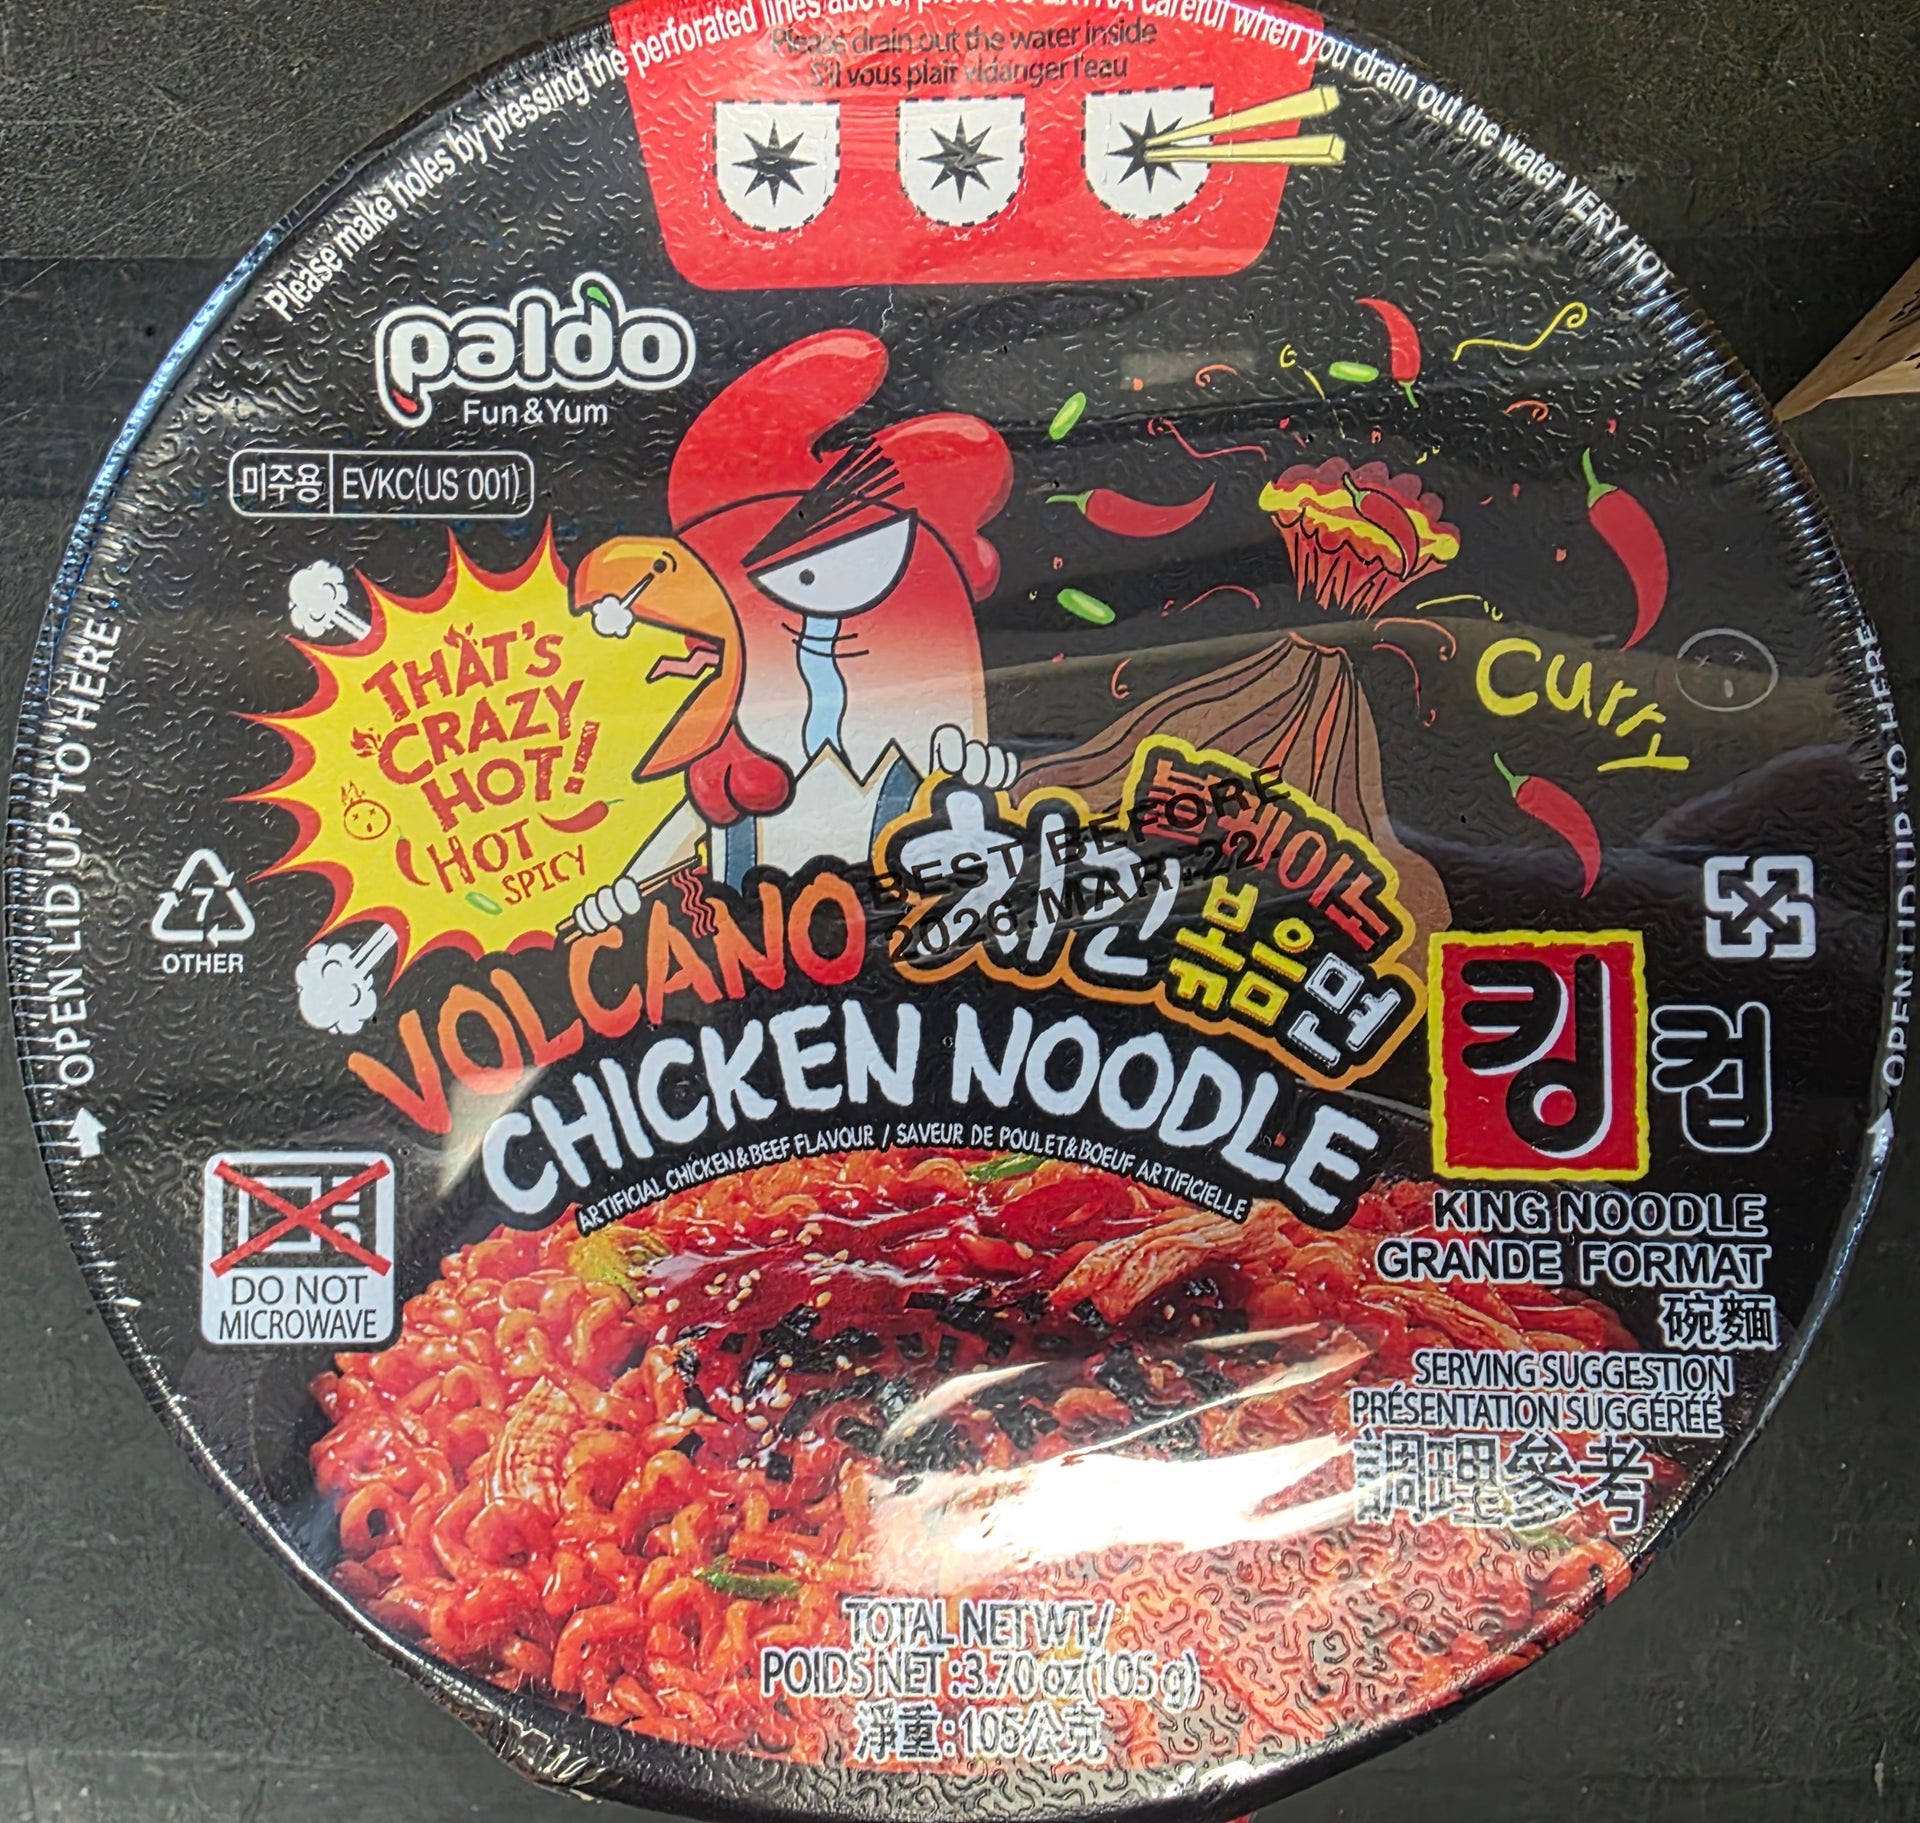 Please make holes by pressing the perforated lines above, please be EXTRA careful when you drain out the water VERY HOT
Please drain out the water inside
S'il vous plait vidanger l'eau
paldo
Fun&Yum
미주용 EVKC(US 001)
THAT'S
CRAZY
HOT!
HOT
SPICY
Curry
OPEN LID UP TO HERE
OPEN LID UP TO HERE
7
OTHER
BEST BEFORE
2026.MAR.22
볼케이노
치킨
볶음면
VOLCANO
CHICKEN NOODLE
ARTIFICIAL CHICKEN&BEEF FLAVOUR / SAVEUR DE POULET&BOEUF ARTIFICIELLE
킹
컵
KING NOODLE
GRANDE FORMAT
碗麵
DO NOT
MICROWAVE
SERVING SUGGESTION
PRÉSENTATION SUGGÉRÉE
調理參考
TOTAL NET WT./
POIDS NET :3.70 oz(105 g)
淨重:105公克